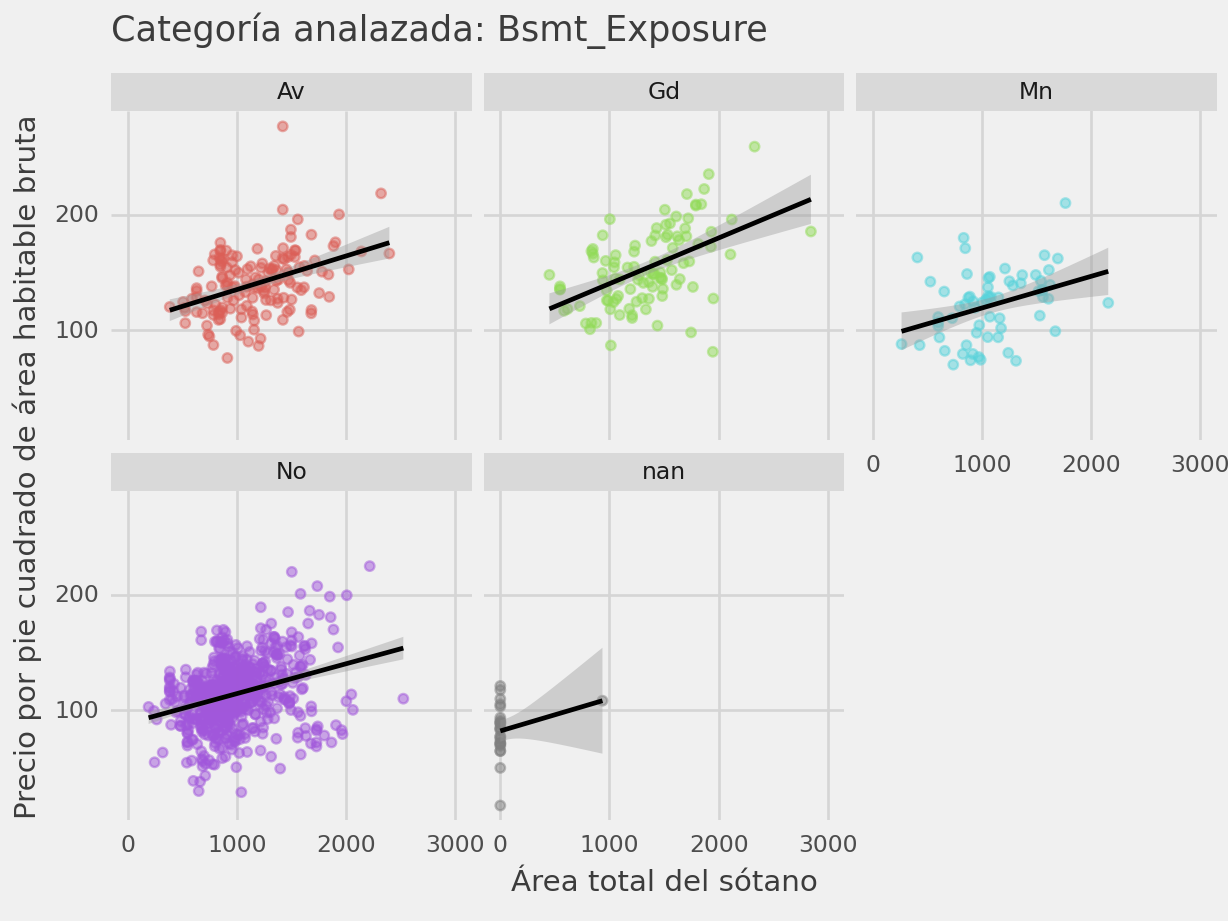 Categoría analazada: Bsmt_Exposure
Av
Gd
Mn
200
100
0
1000
2000
3000
No
nan
200
100
0
1000
2000
3000
0
1000
2000
3000
Área total del sótano
Precio por pie cuadrado de área habitable bruta